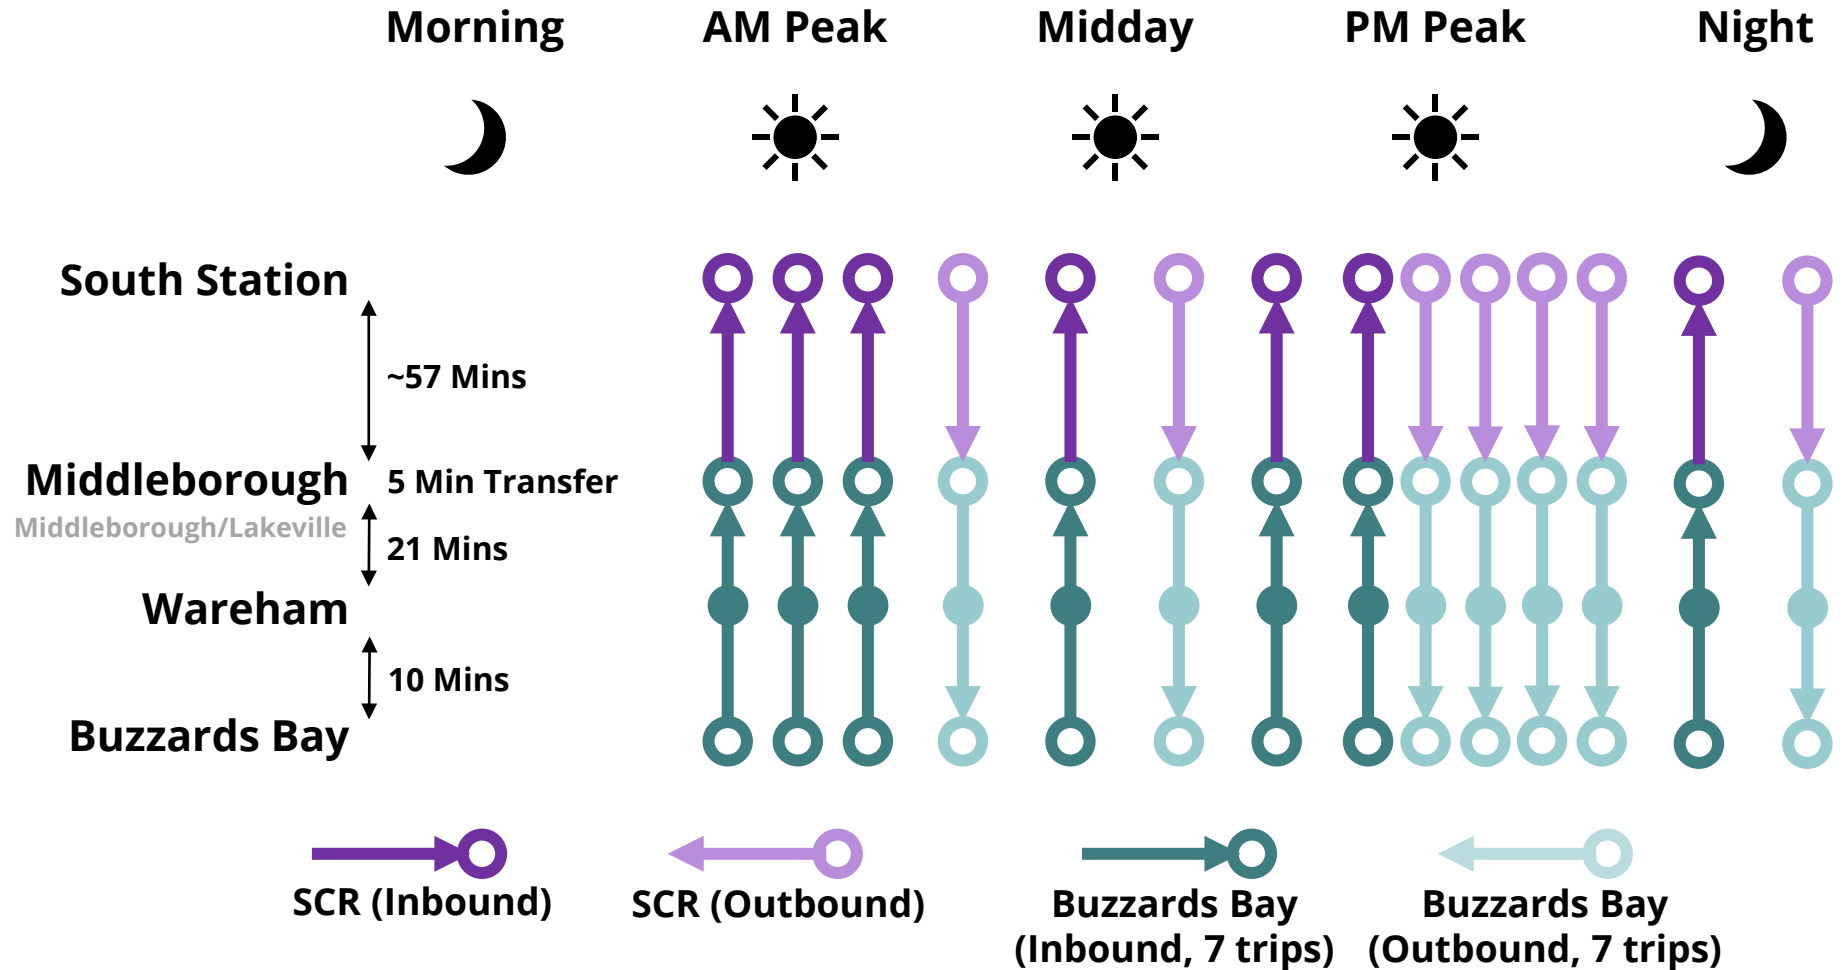 Morning AM Peak Midday PM Peak Night
South Station
~57 Mins
Middleborough 5 Min Transfer
Middleborough/Lakeville
21 Mins
Wareham
10 Mins
Buzzards Bay
SCR (Inbound) SCR (Outbound) Buzzards Bay Buzzards Bay
(Inbound, 7 trips) (Outbound, 7 trips)